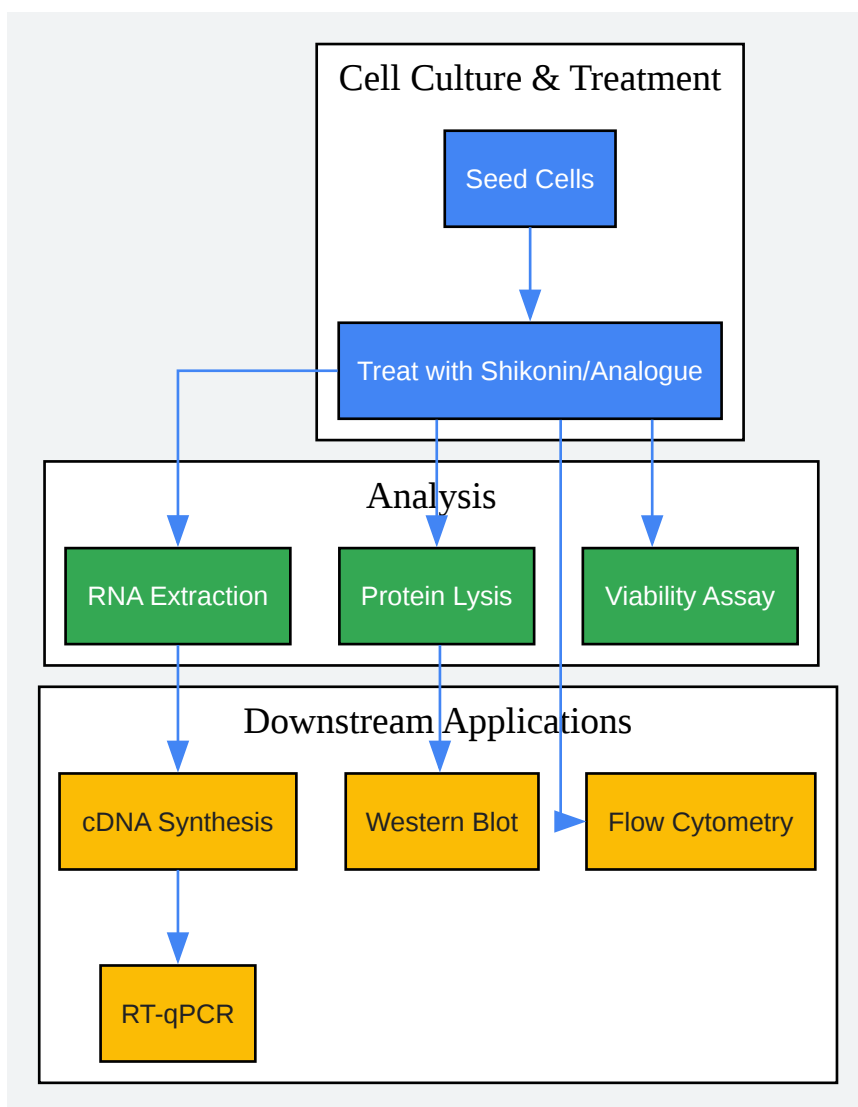 Cell Culture & Treatment
Seed Cells
Treat with Shikonin/Analogue
Analysis
RNA Extraction
Protein Lysis
Viability Assay
Downstream Applications
cDNA Synthesis
Western Blot
Flow Cytometry
RT-qPCR